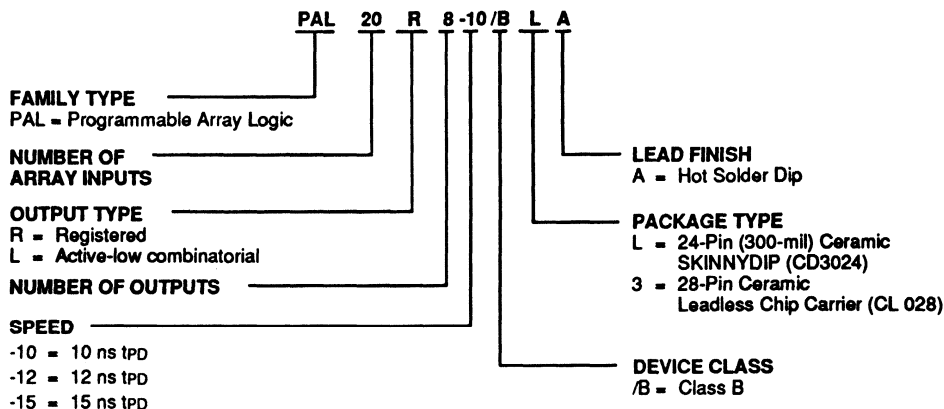 PAL 20 R 8 -10 /B L A
FAMILY TYPE
PAL = Programmable Array Logic
NUMBER OF
ARRAY INPUTS
OUTPUT TYPE
R = Registered
L = Active-low combinatorial
NUMBER OF OUTPUTS
SPEED
-10 = 10 ns tPD
-12 = 12 ns tPD
-15 = 15 ns tPD
LEAD FINISH
A = Hot Solder Dip
PACKAGE TYPE
L = 24-Pin (300-mil) Ceramic
SKINNYDIP (CD3024)
3 = 28-Pin Ceramic
Leadless Chip Carrier (CL 028)
DEVICE CLASS
/B = Class B